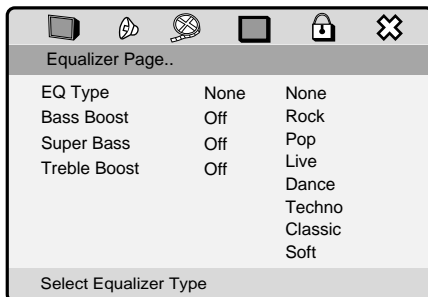 Equalizer Page..
EQ Type None None
Bass Boost Off Rock
Super Bass Off Pop
Treble Boost Off Live
Dance
Techno
Classic
Soft
Select Equalizer Type